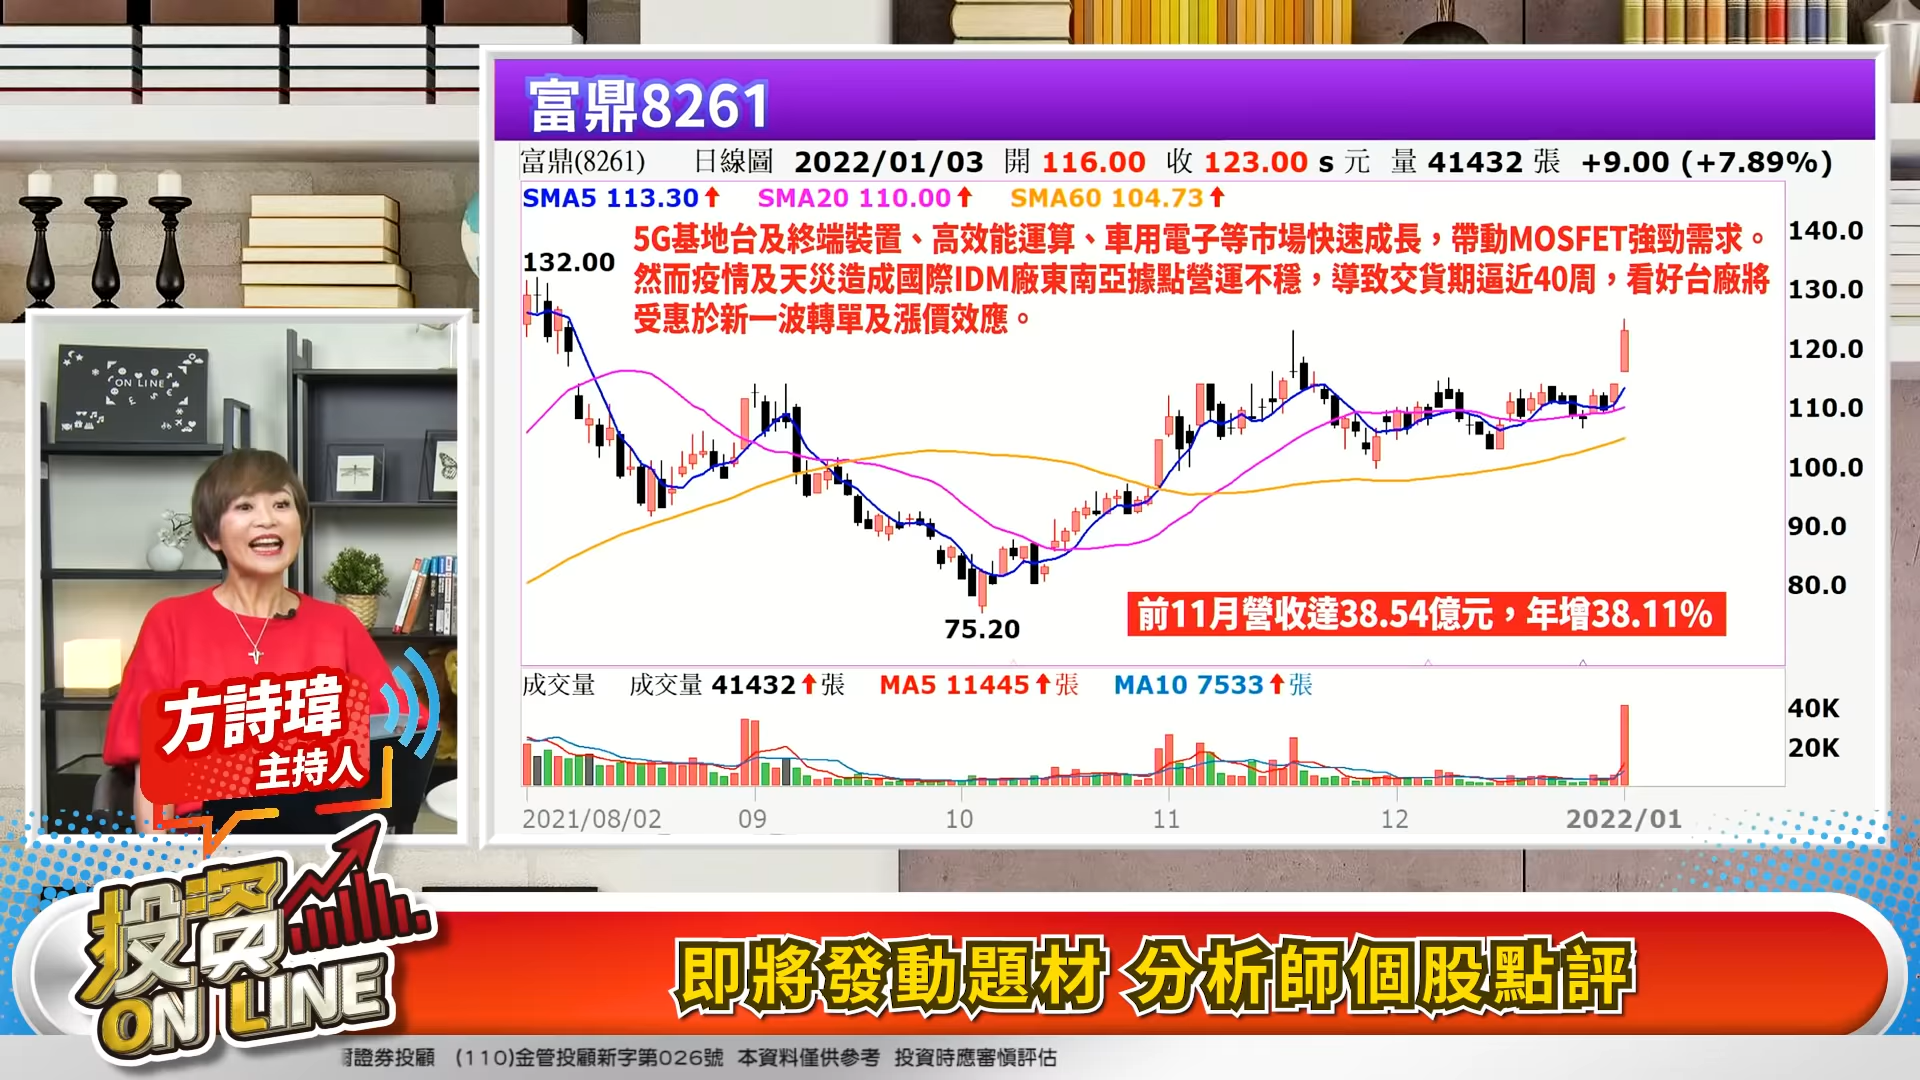 富鼎8261
富鼎(8261) 日線圖 2022/01/03 開 116.00 收 123.00 s 元 量 41432 張 +9.00 (+7.89%)
SMA5 113.30↑ SMA20 110.00↑ SMA60 104.73↑
5G基地台及終端裝置、高效能運算、車用電子等市場快速成長，帶動MOSFET強勁需求。
然而疫情及天災造成國際IDM廠東南亞據點營運不穩，導致交貨期逼近40周，看好台廠將
受惠於新一波轉單及漲價效應。
132.00
140.0
130.0
120.0
110.0
100.0
90.0
80.0
75.20
前11月營收達38.54億元，年增38.11%
成交量 成交量 41432↑張 MA5 11445↑張 MA10 7533↑張
40K
20K
2021/08/02 09 10 11 12 2022/01
ON LINE
方詩瑋
主持人
投資
ON LINE
即將發動題材 分析師個股點評
證券投顧 (110)金管投顧新字第026號 本資料僅供參考 投資時應審慎評估